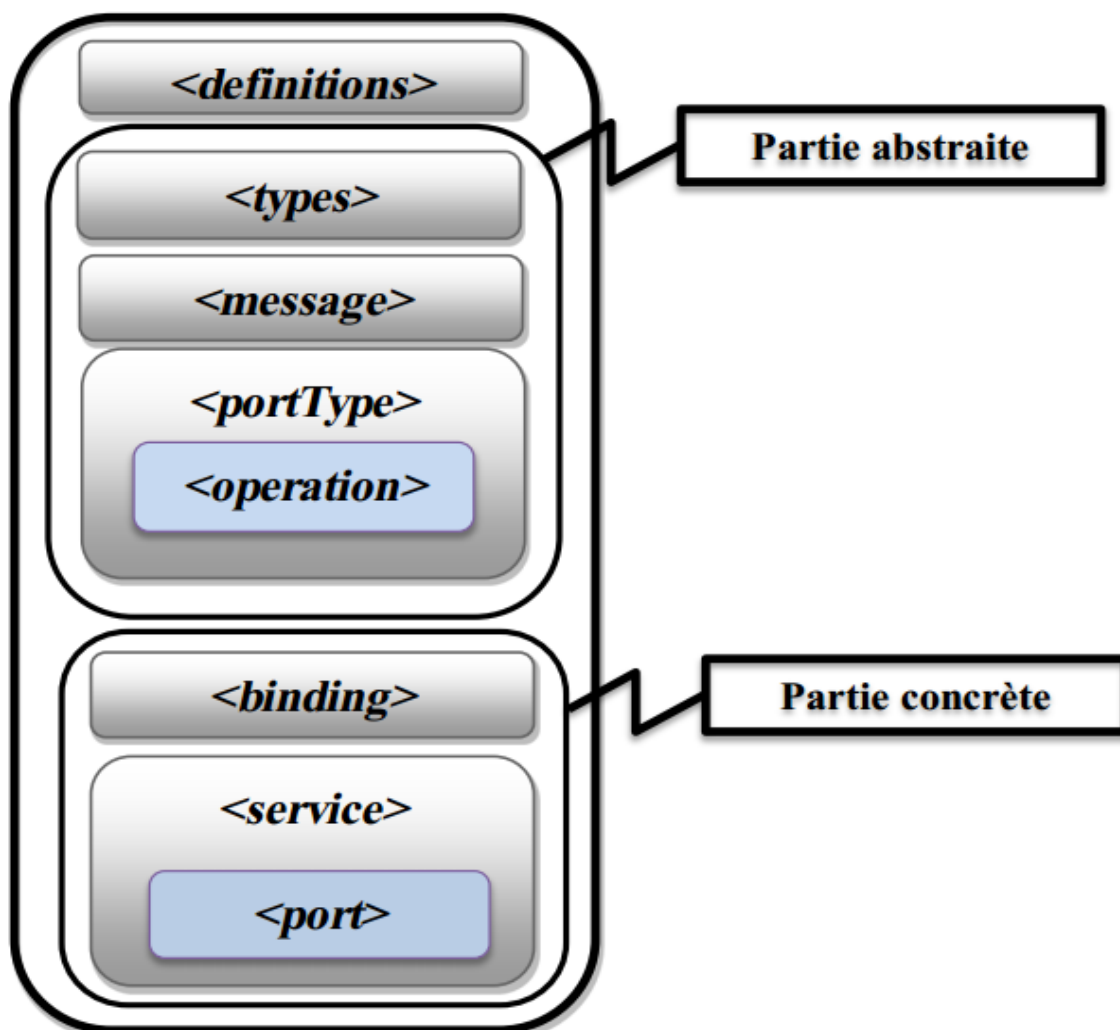 <definitions>
Partie abstraite
<types>
<message>
<portType>
<operation>
<binding>
Partie concrète
<service>
<port>